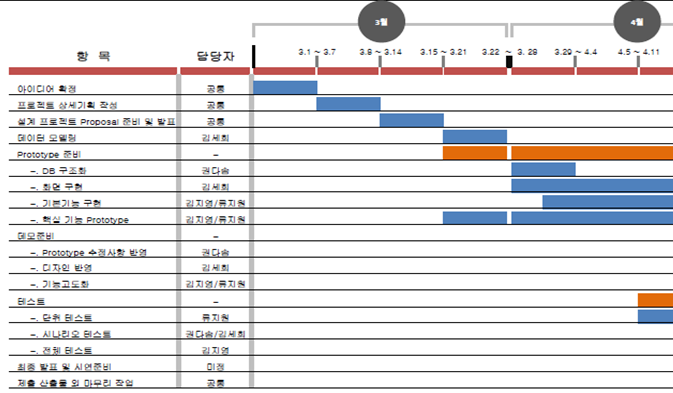 3월 4월
항 목 담당자 3.1 ~ 3.7 3.8 ~ 3.14 3.15 ~ 3.21 3.22 ~ 3. 28 3.29 ~ 4.4 4.5 ~ 4.11
아이디어 확정 공통
프로젝트 상세기획 작성 공통
설계 프로젝트 Proposal 준비 및 발표 공통
데이터 모델링 김세희
Prototype 준비 –
–. DB 구조화 권다솜
–. 화면 구현 김세희
–. 기본기능 구현 김지영/류지원
–. 핵심 기능 Prototype 김지영/류지원
데모준비 –
–. Prototype 수정사항 반영 권다솜
–. 디자인 반영 김세희
–. 기능고도화 김지영/류지원
테스트 –
–. 단위 테스트 류지원
–. 시나리오 테스트 권다솜/김세희
–. 전체 테스트 김지영
최종 발표 및 시연준비 미정
제출 산출물 외 마무리 작업 공통